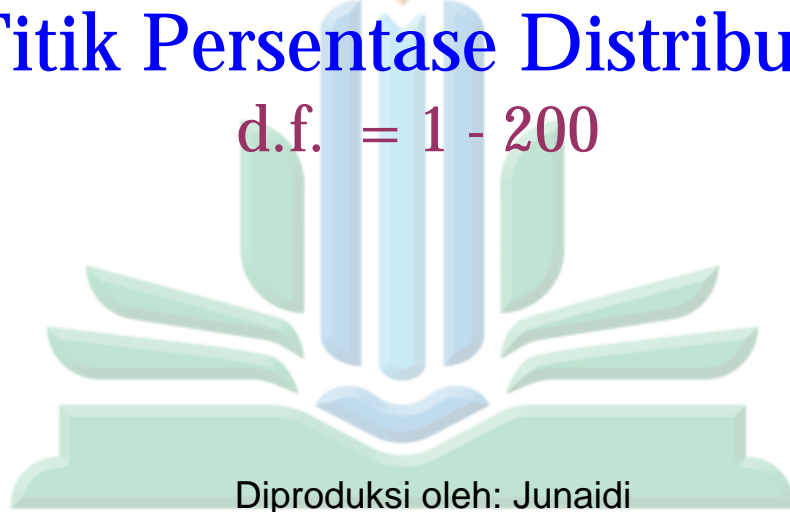 Titik Persentase Distribu
d.f. = 1 - 200
Diproduksi oleh: Junaidi